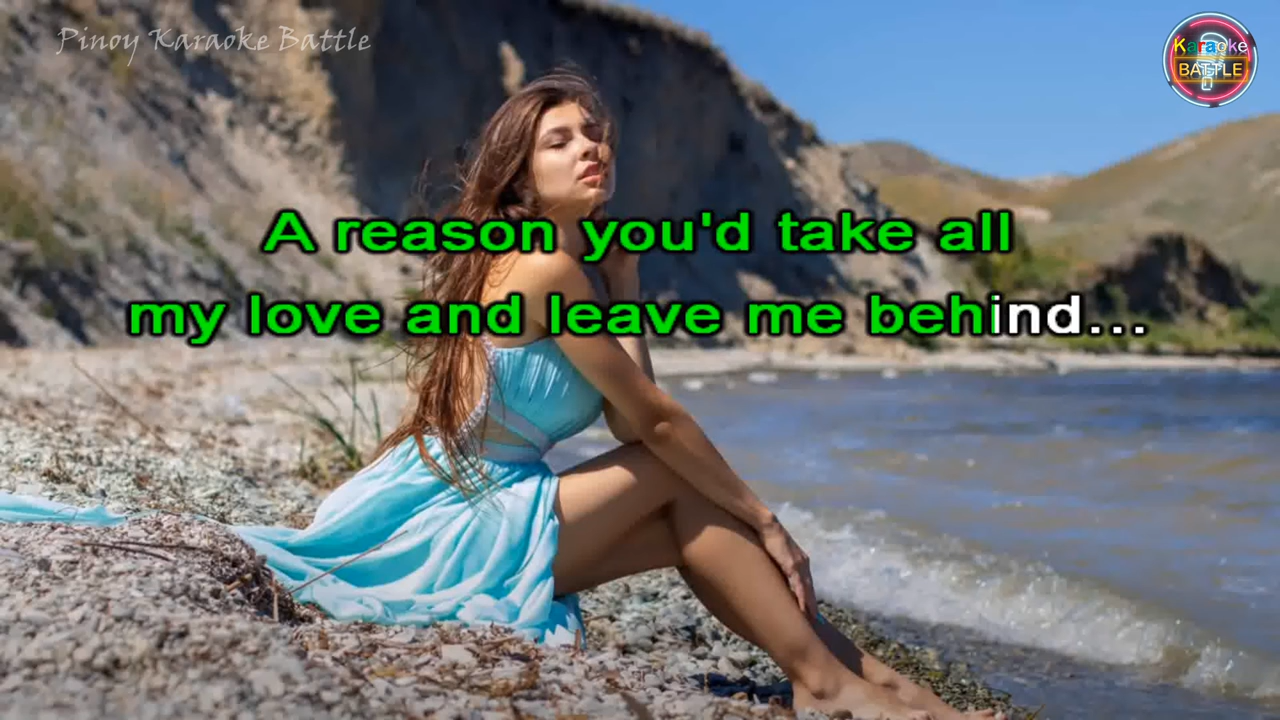 Pinoy Karaoke Battle
Karaoke
BATTLE
A reason you'd take all
my love and leave me behind...